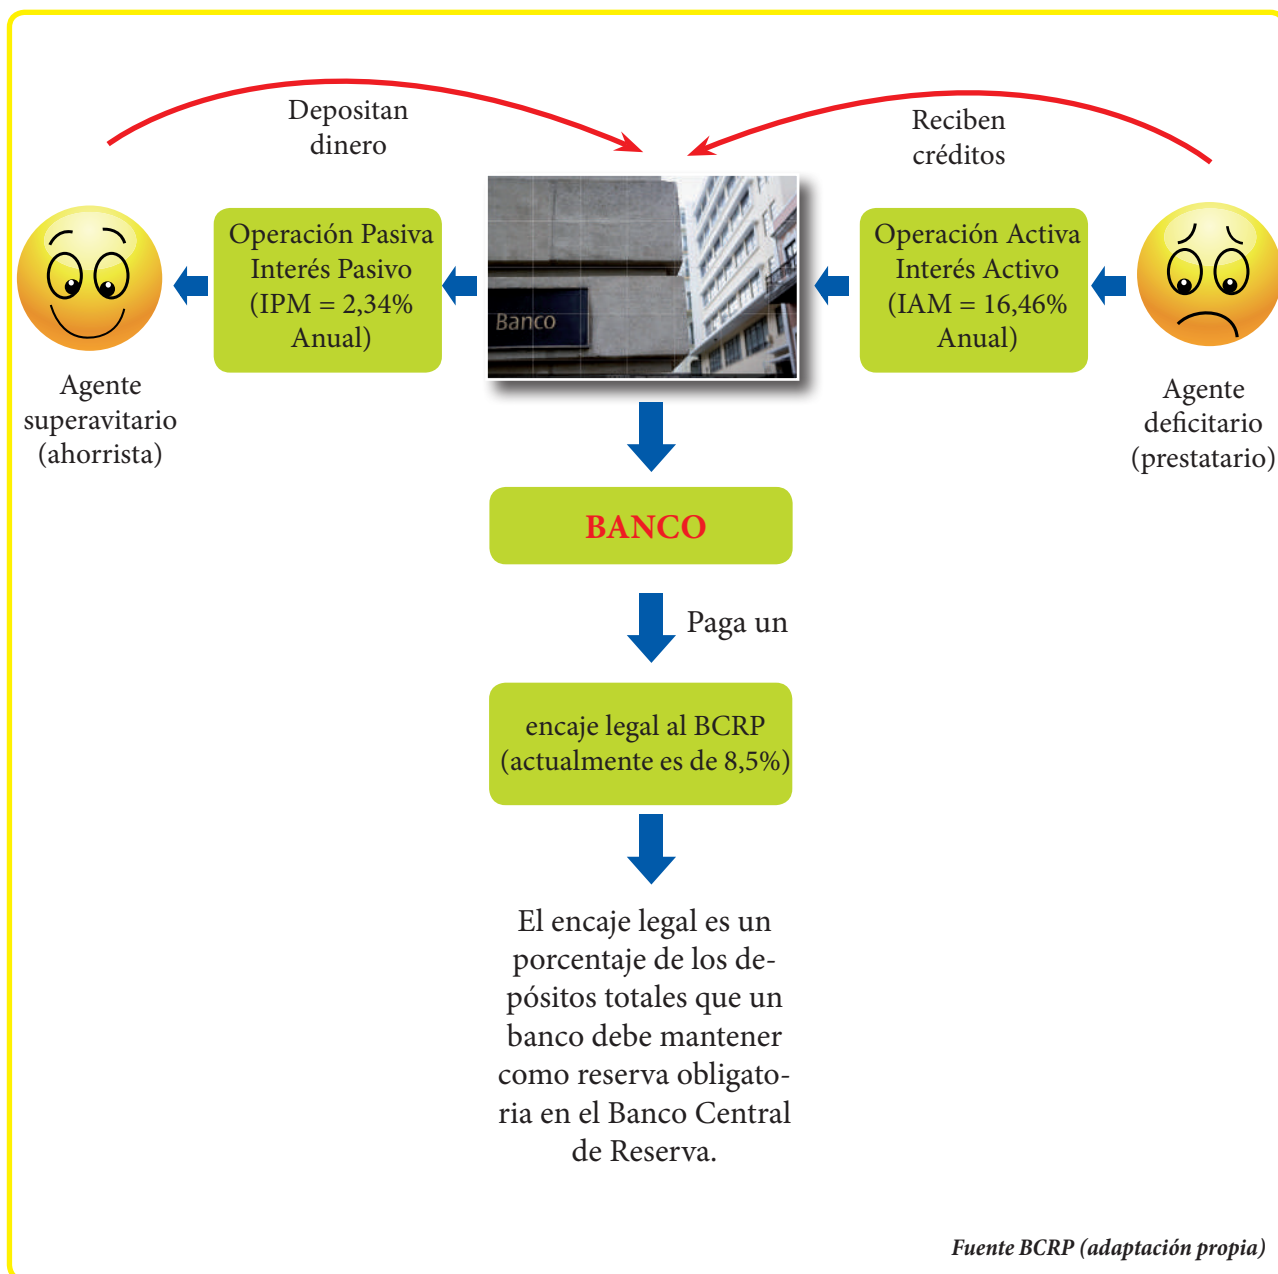 Depositan
dinero
Reciben
créditos
Operación Pasiva
Interés Pasivo
(IPM = 2,34%
Anual)
Banco
Operación Activa
Interés Activo
(IAM = 16,46%
Anual)
Agente
superavitario
(ahorrista)
Agente
deficitario
(prestatario)
BANCO
Paga un
encaje legal al BCRP
(actualmente es de 8,5%)
El encaje legal es un
porcentaje de los de-
pósitos totales que un
banco debe mantener
como reserva obligato-
ria en el Banco Central
de Reserva.
Fuente BCRP (adaptación propia)